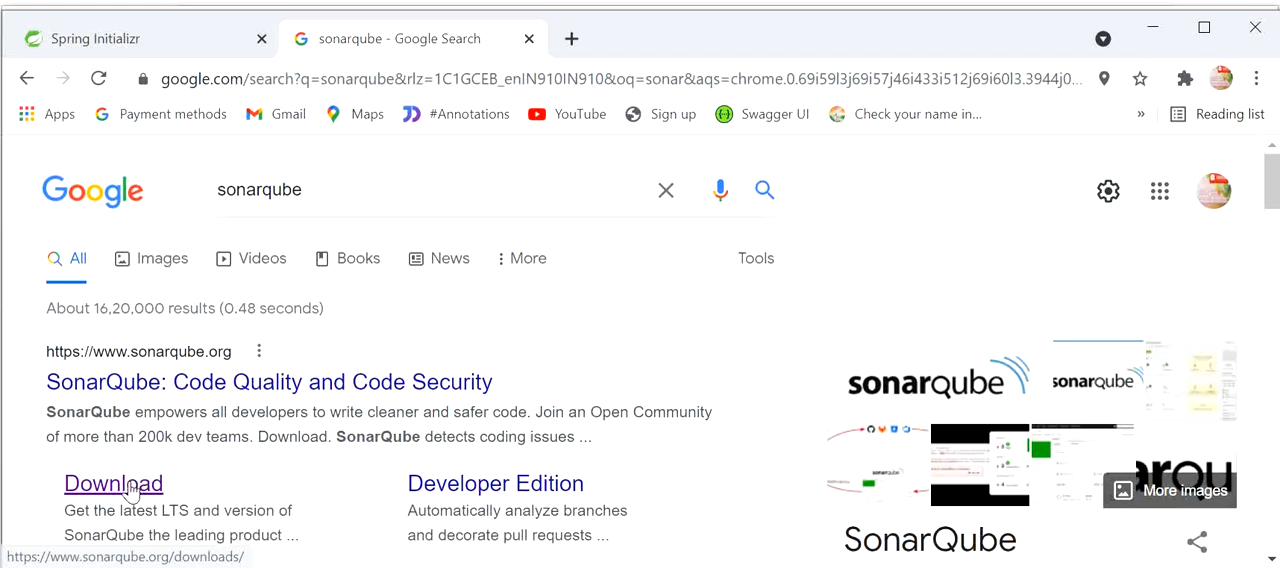 Spring Initializr
sonarqube - Google Search
google.com/search?q=sonarqube&rlz=1C1GCEB_enIN910IN910&oq=sonar&aqs=chrome.0.69i59l3j69i57j46i433i512j69i60l3.3944j0...
Apps
Payment methods
Gmail
Maps
#Annotations
YouTube
Sign up
Swagger UI
Check your name in...
»
Reading list
Google
sonarqube
All
Images
Videos
Books
News
More
Tools
About 16,20,000 results (0.48 seconds)
https://www.sonarqube.org
SonarQube: Code Quality and Code Security
SonarQube empowers all developers to write cleaner and safer code. Join an Open Community
of more than 200k dev teams. Download. SonarQube detects coding issues ...
Download
Get the latest LTS and version of
SonarQube the leading product ...
Developer Edition
Automatically analyze branches
and decorate pull requests ...
sonarqube
sonarqube
More images
SonarQube
https://www.sonarqube.org/downloads/